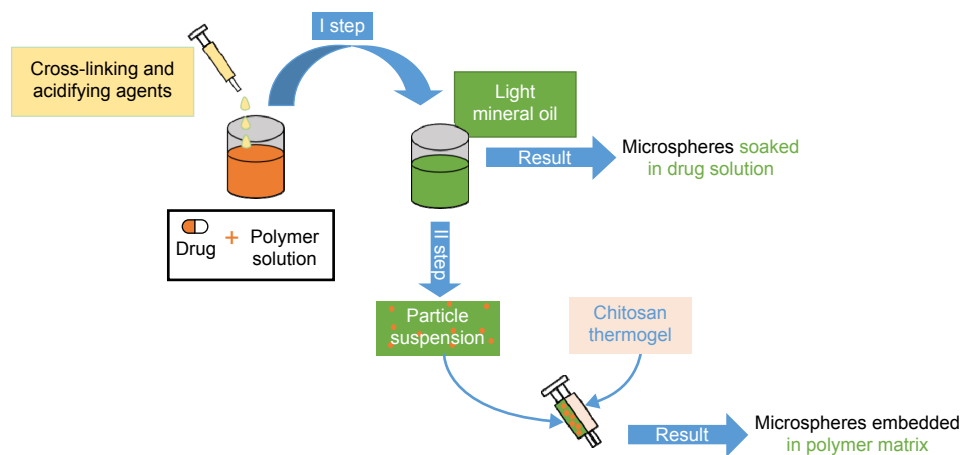 I step
Cross-linking and
acidifying agents
Light
mineral oil
Result
Microspheres soaked
in drug solution
Drug
+
Polymer
solution
II step
Particle
suspension
Chitosan
thermogel
Result
Microspheres embedded
in polymer matrix